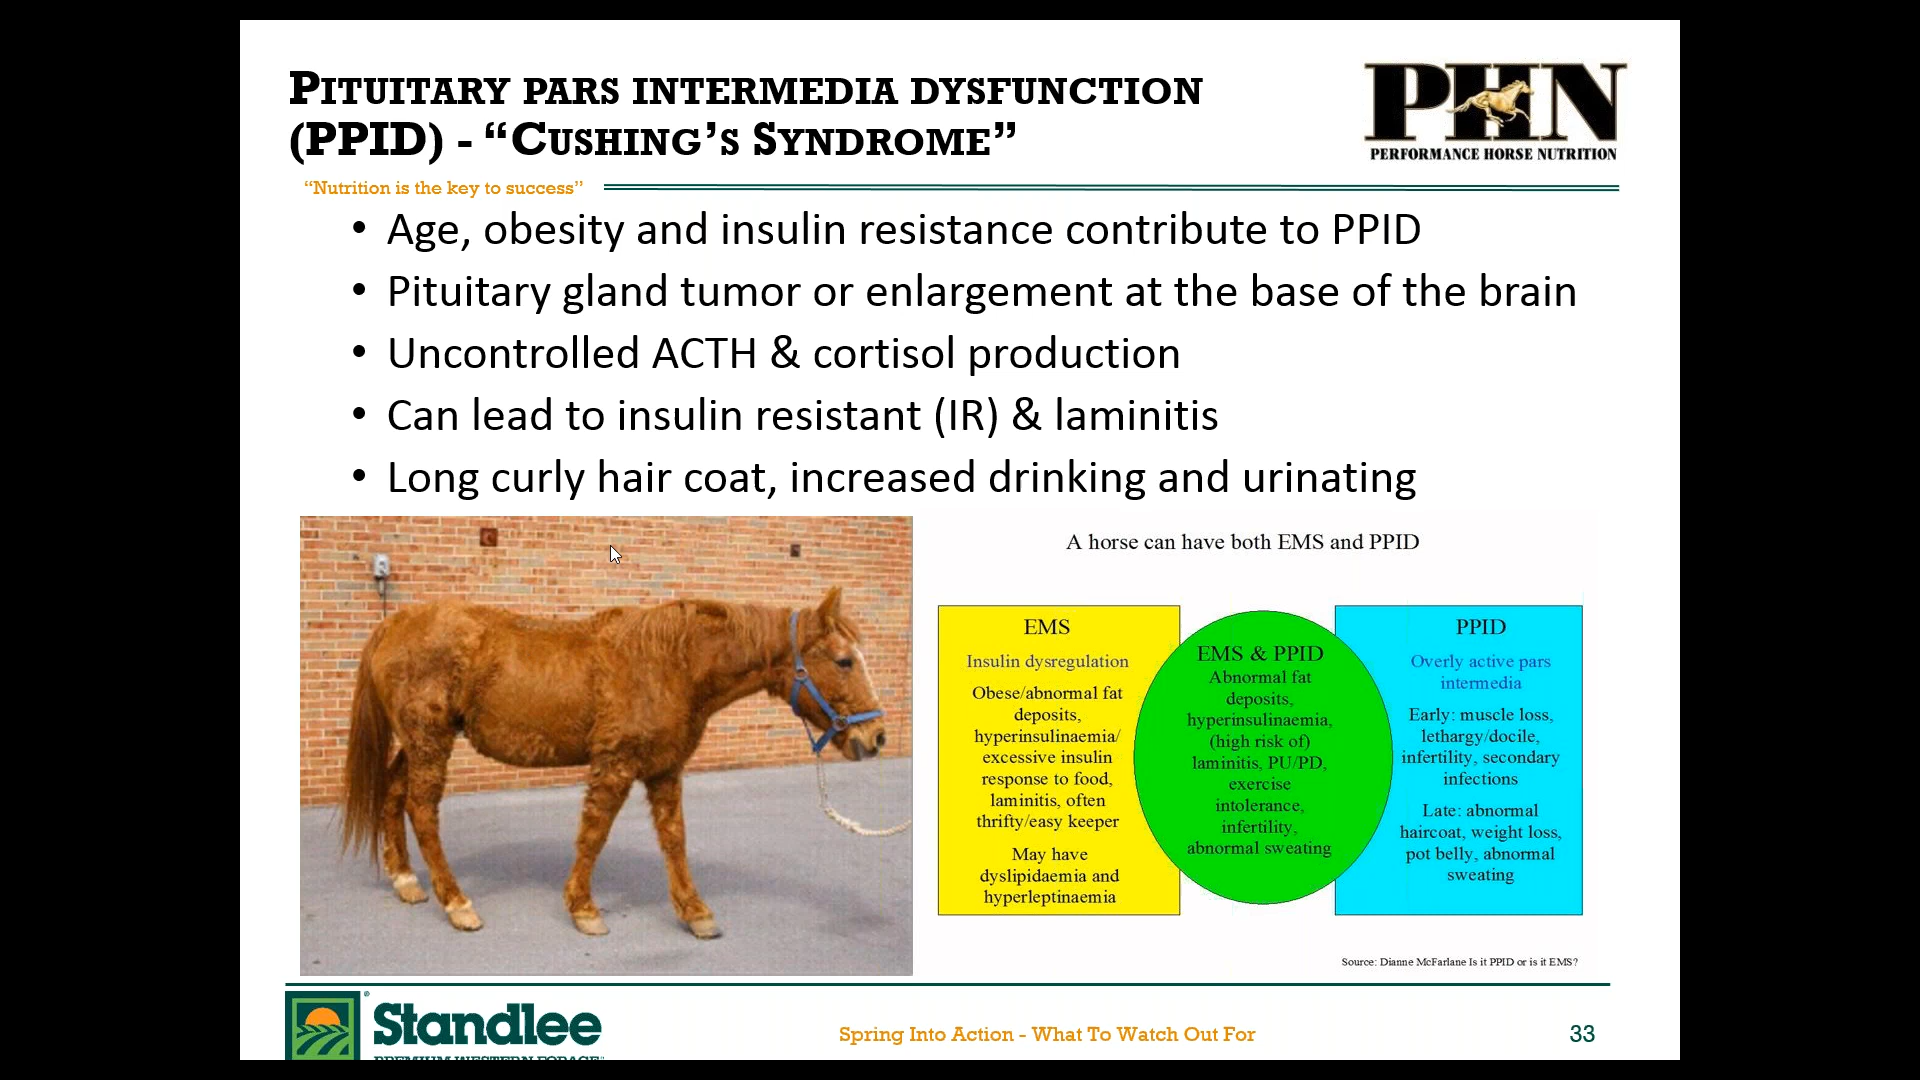 PITUITARY PARS INTERMEDIA DYSFUNCTION
(PPID) - “CUSHING’S SYNDROME”
PHN
PERFORMANCE HORSE NUTRITION
“Nutrition is the key to success”
• Age, obesity and insulin resistance contribute to PPID
• Pituitary gland tumor or enlargement at the base of the brain
• Uncontrolled ACTH & cortisol production
• Can lead to insulin resistant (IR) & laminitis
• Long curly hair coat, increased drinking and urinating
A horse can have both EMS and PPID
EMS
Insulin dysregulation
Obese/abnormal fat
deposits,
hyperinsulinaemia/
excessive insulin
response to food,
laminitis, often
thrifty/easy keeper
May have
dyslipidaemia and
hyperleptinaemia
EMS & PPID
Abnormal fat
deposits,
hyperinsulinaemia,
(high risk of)
laminitis, PU/PD,
exercise
intolerance,
infertility,
abnormal sweating
PPID
Overly active pars
intermedia
Early: muscle loss,
lethargy/docile,
infertility, secondary
infections
Late: abnormal
haircoat, weight loss,
pot belly, abnormal
sweating
Source: Dianne McFarlane Is it PPID or is it EMS?
®
Standlee
PREMIUM WESTERN FORAGE
Spring Into Action - What To Watch Out For
33